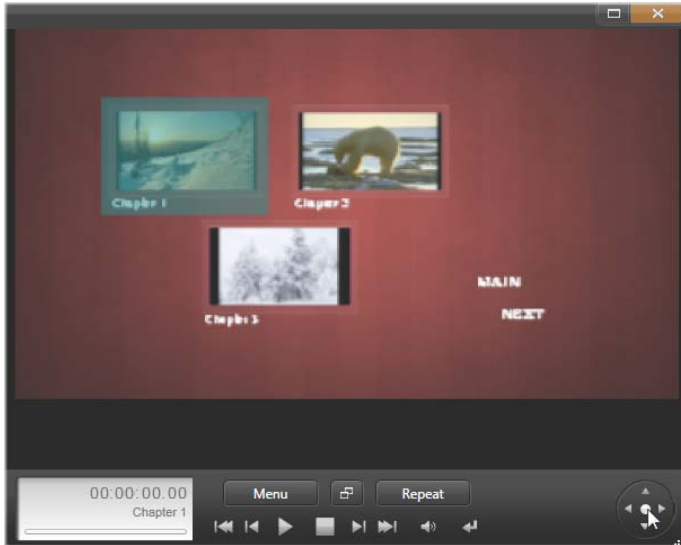 Chapter 1
Chapter 2
Chapter 3
MAIN
NEXT
00:00:00.00
Chapter 1
Menu
Repeat